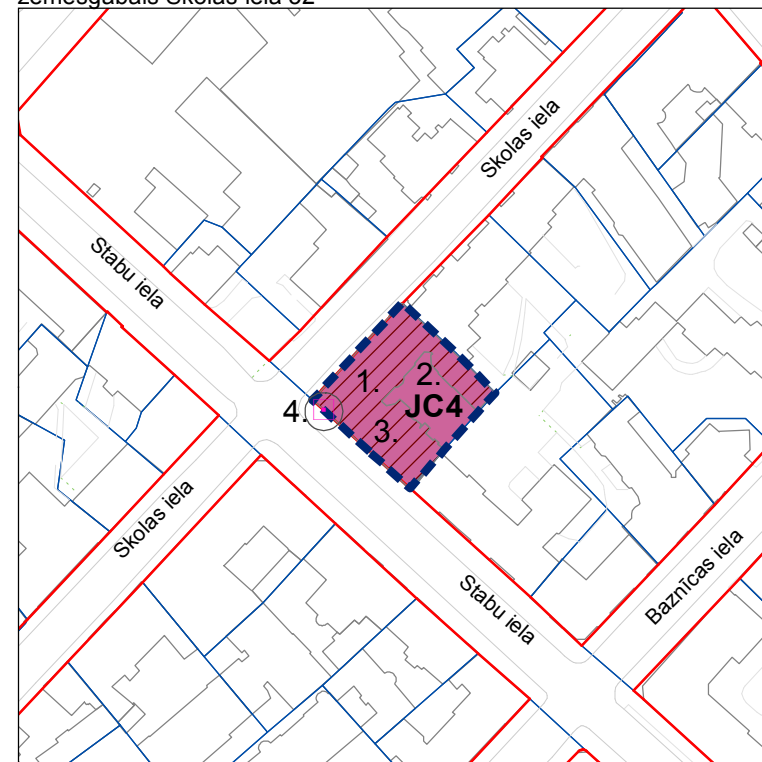 Skolas iela
Stabu iela
1.
2.
JC4
4.
3.
Skolas iela
Stabu iela
Baznīcas iela